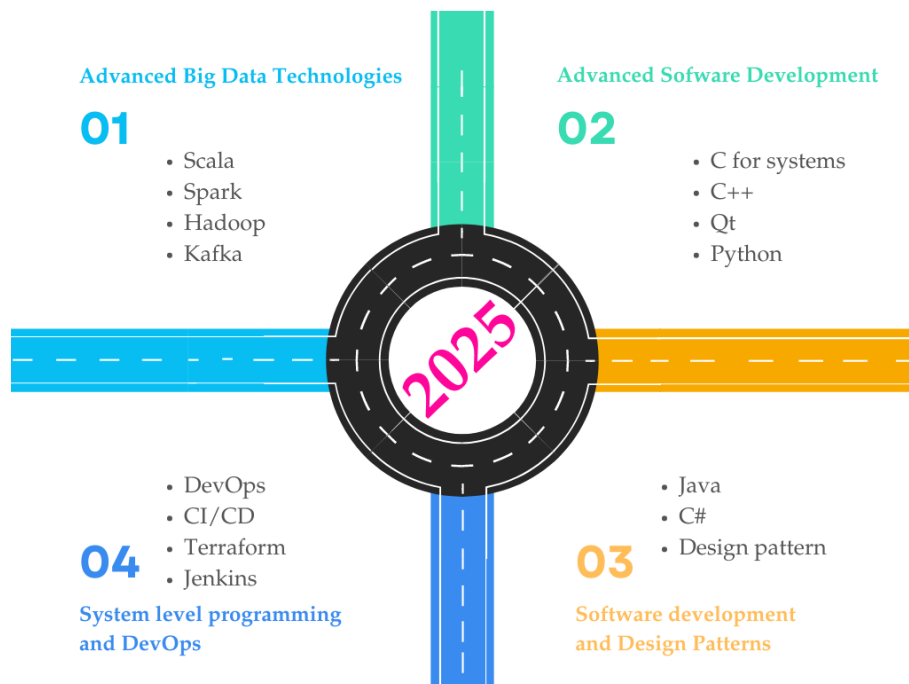 Advanced Big Data Technologies
01
• Scala
• Spark
• Hadoop
• Kafka
Advanced Sofware Development
02
• C for systems
• C++
• Qt
• Python
2025
• DevOps
• CI/CD
• Terraform
• Jenkins
04
System level programming
and DevOps
• Java
• C#
• Design pattern
03
Software development
and Design Patterns